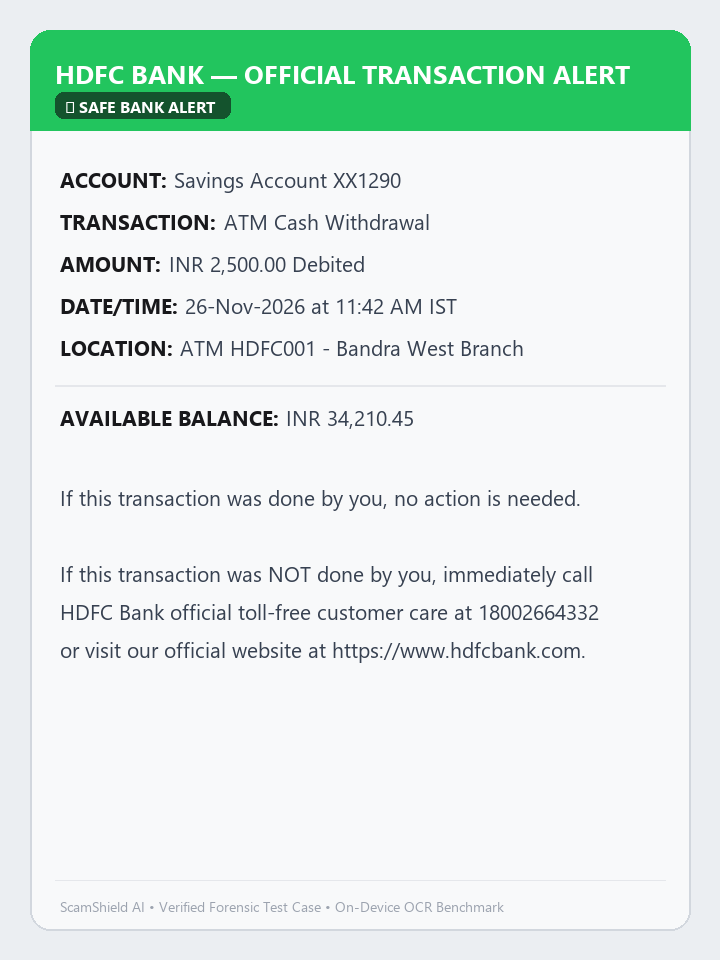 HDFC BANK — OFFICIAL TRANSACTION ALERT
SAFE BANK ALERT
ACCOUNT: Savings Account XX1290
TRANSACTION: ATM Cash Withdrawal
AMOUNT: INR 2,500.00 Debited
DATE/TIME: 26-Nov-2026 at 11:42 AM IST
LOCATION: ATM HDFC001 - Bandra West Branch
AVAILABLE BALANCE: INR 34,210.45
If this transaction was done by you, no action is needed.
If this transaction was NOT done by you, immediately call
HDFC Bank official toll-free customer care at 18002664332
or visit our official website at https://www.hdfcbank.com.
ScamShield AI • Verified Forensic Test Case • On-Device OCR Benchmark